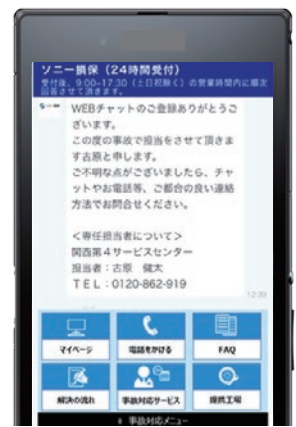 ソニー損保（24時間受付）
受付後、9:00-17:30（土日祝除く）の営業時間内に順次
回答させて頂きます。
WEBチャットのご登録ありがとうご
ざいます。
この度の事故で担当をさせて頂きま
す古原と申します。
ご不明な点がございましたら、チャ
ットやお電話等、ご都合の良い連絡
方法でお問合せください。
＜専任担当者について＞
関西第４サービスセンター
担当者：古原　健太
ＴＥＬ：0120-862-919
12:20
マイページ
電話をかける
FAQ
解決の流れ
事故対応サービス
提携工場
事故対応メニュー